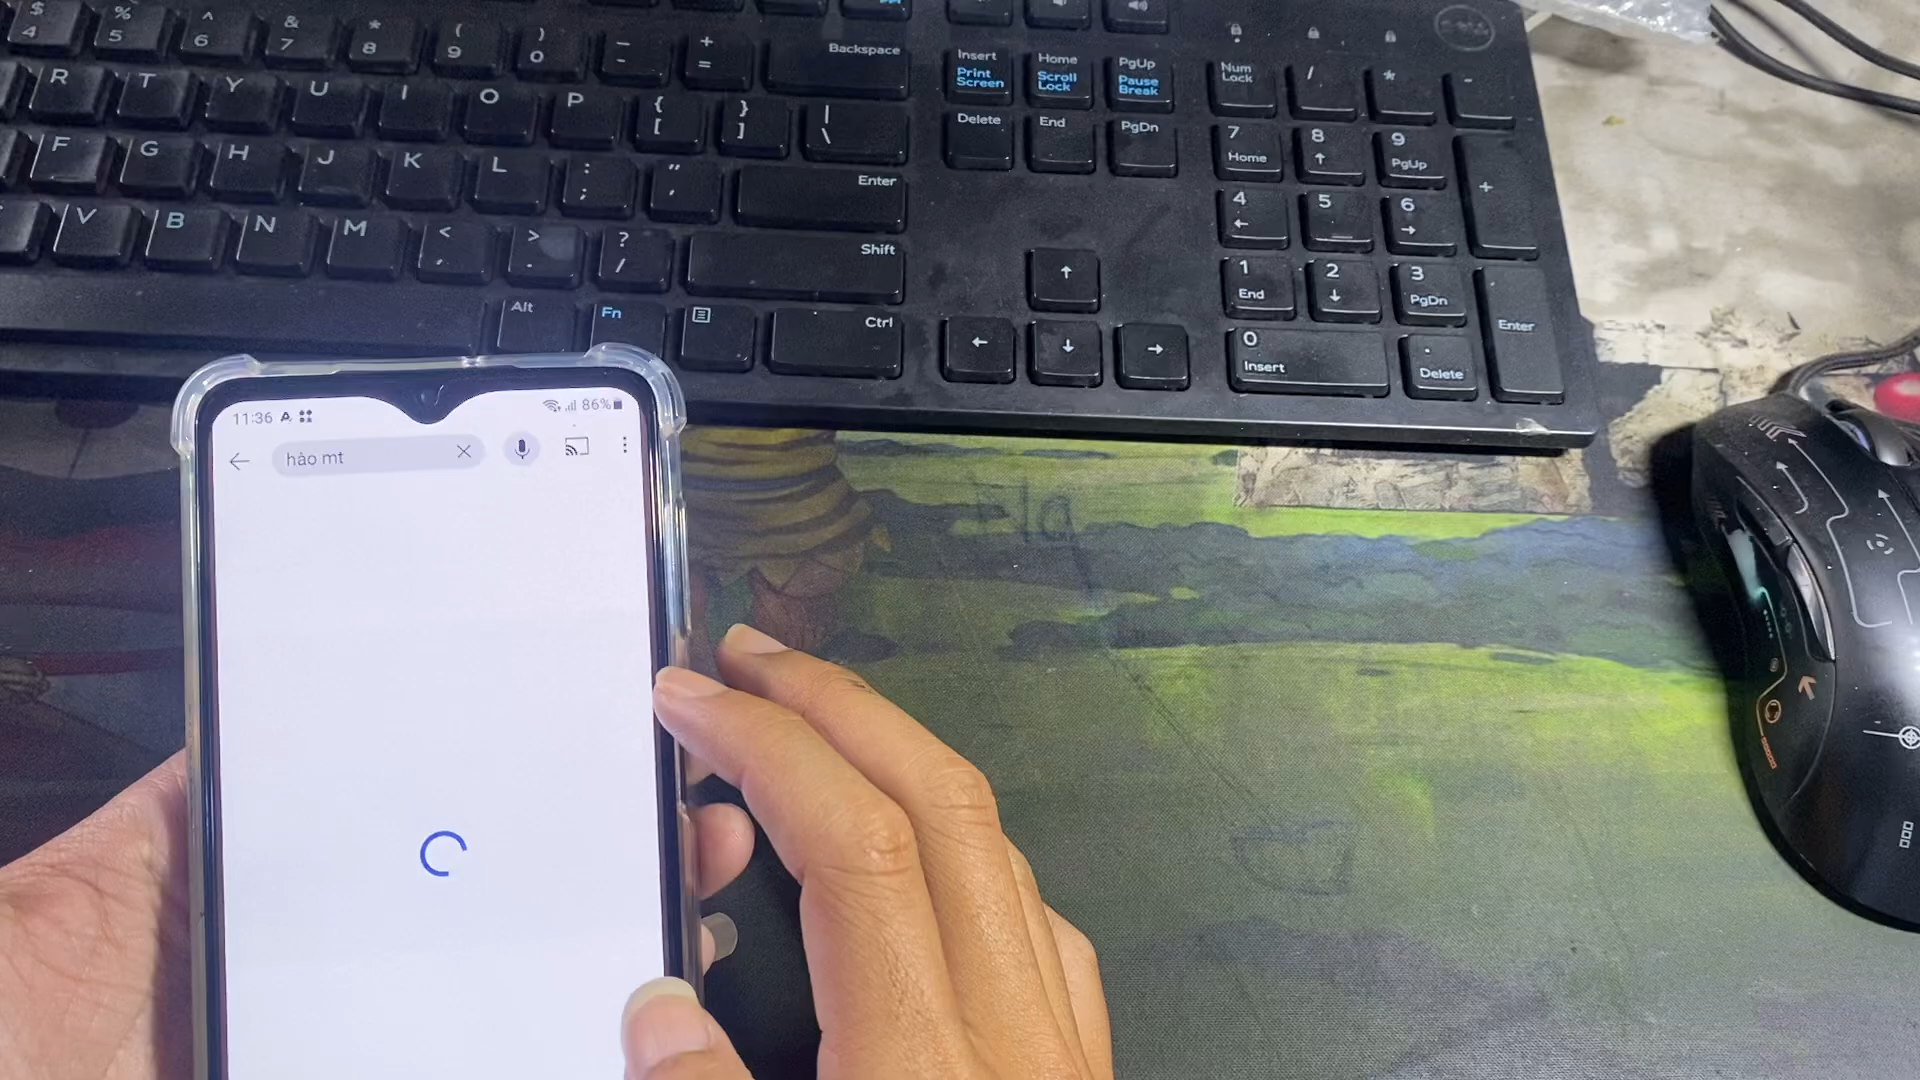 $ % ^ & * ( ) _ + Backspace
4 5 6 7 8 9 0 - =
Insert Home PgUp
Print Screen Scroll Lock Pause Break
Num Lock / * -
R T Y U I O P { } |
[ ] \
Delete End PgDn
7 Home 8 ↑ 9 PgUp +
F G H J K L : " Enter
; '
4 ← 5 6 →
V B N M < > ? Shift
, . /
↑
1 End 2 ↓ 3 PgDn Enter
Alt Fn Ctrl
← ↓ →
0 Insert . Delete
11:36 86%
hào mt
Ela